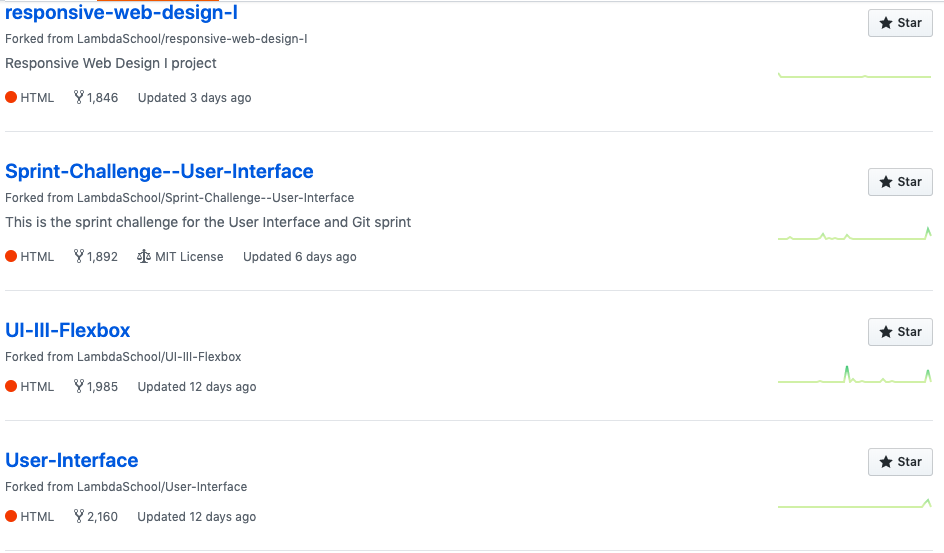 responsive-web-design-I
Star
Forked from LambdaSchool/responsive-web-design-I
Responsive Web Design I project
HTML 1,846 Updated 3 days ago
Sprint-Challenge--User-Interface
Star
Forked from LambdaSchool/Sprint-Challenge--User-Interface
This is the sprint challenge for the User Interface and Git sprint
HTML 1,892 MIT License Updated 6 days ago
UI-III-Flexbox
Star
Forked from LambdaSchool/UI-III-Flexbox
HTML 1,985 Updated 12 days ago
User-Interface
Star
Forked from LambdaSchool/User-Interface
HTML 2,160 Updated 12 days ago